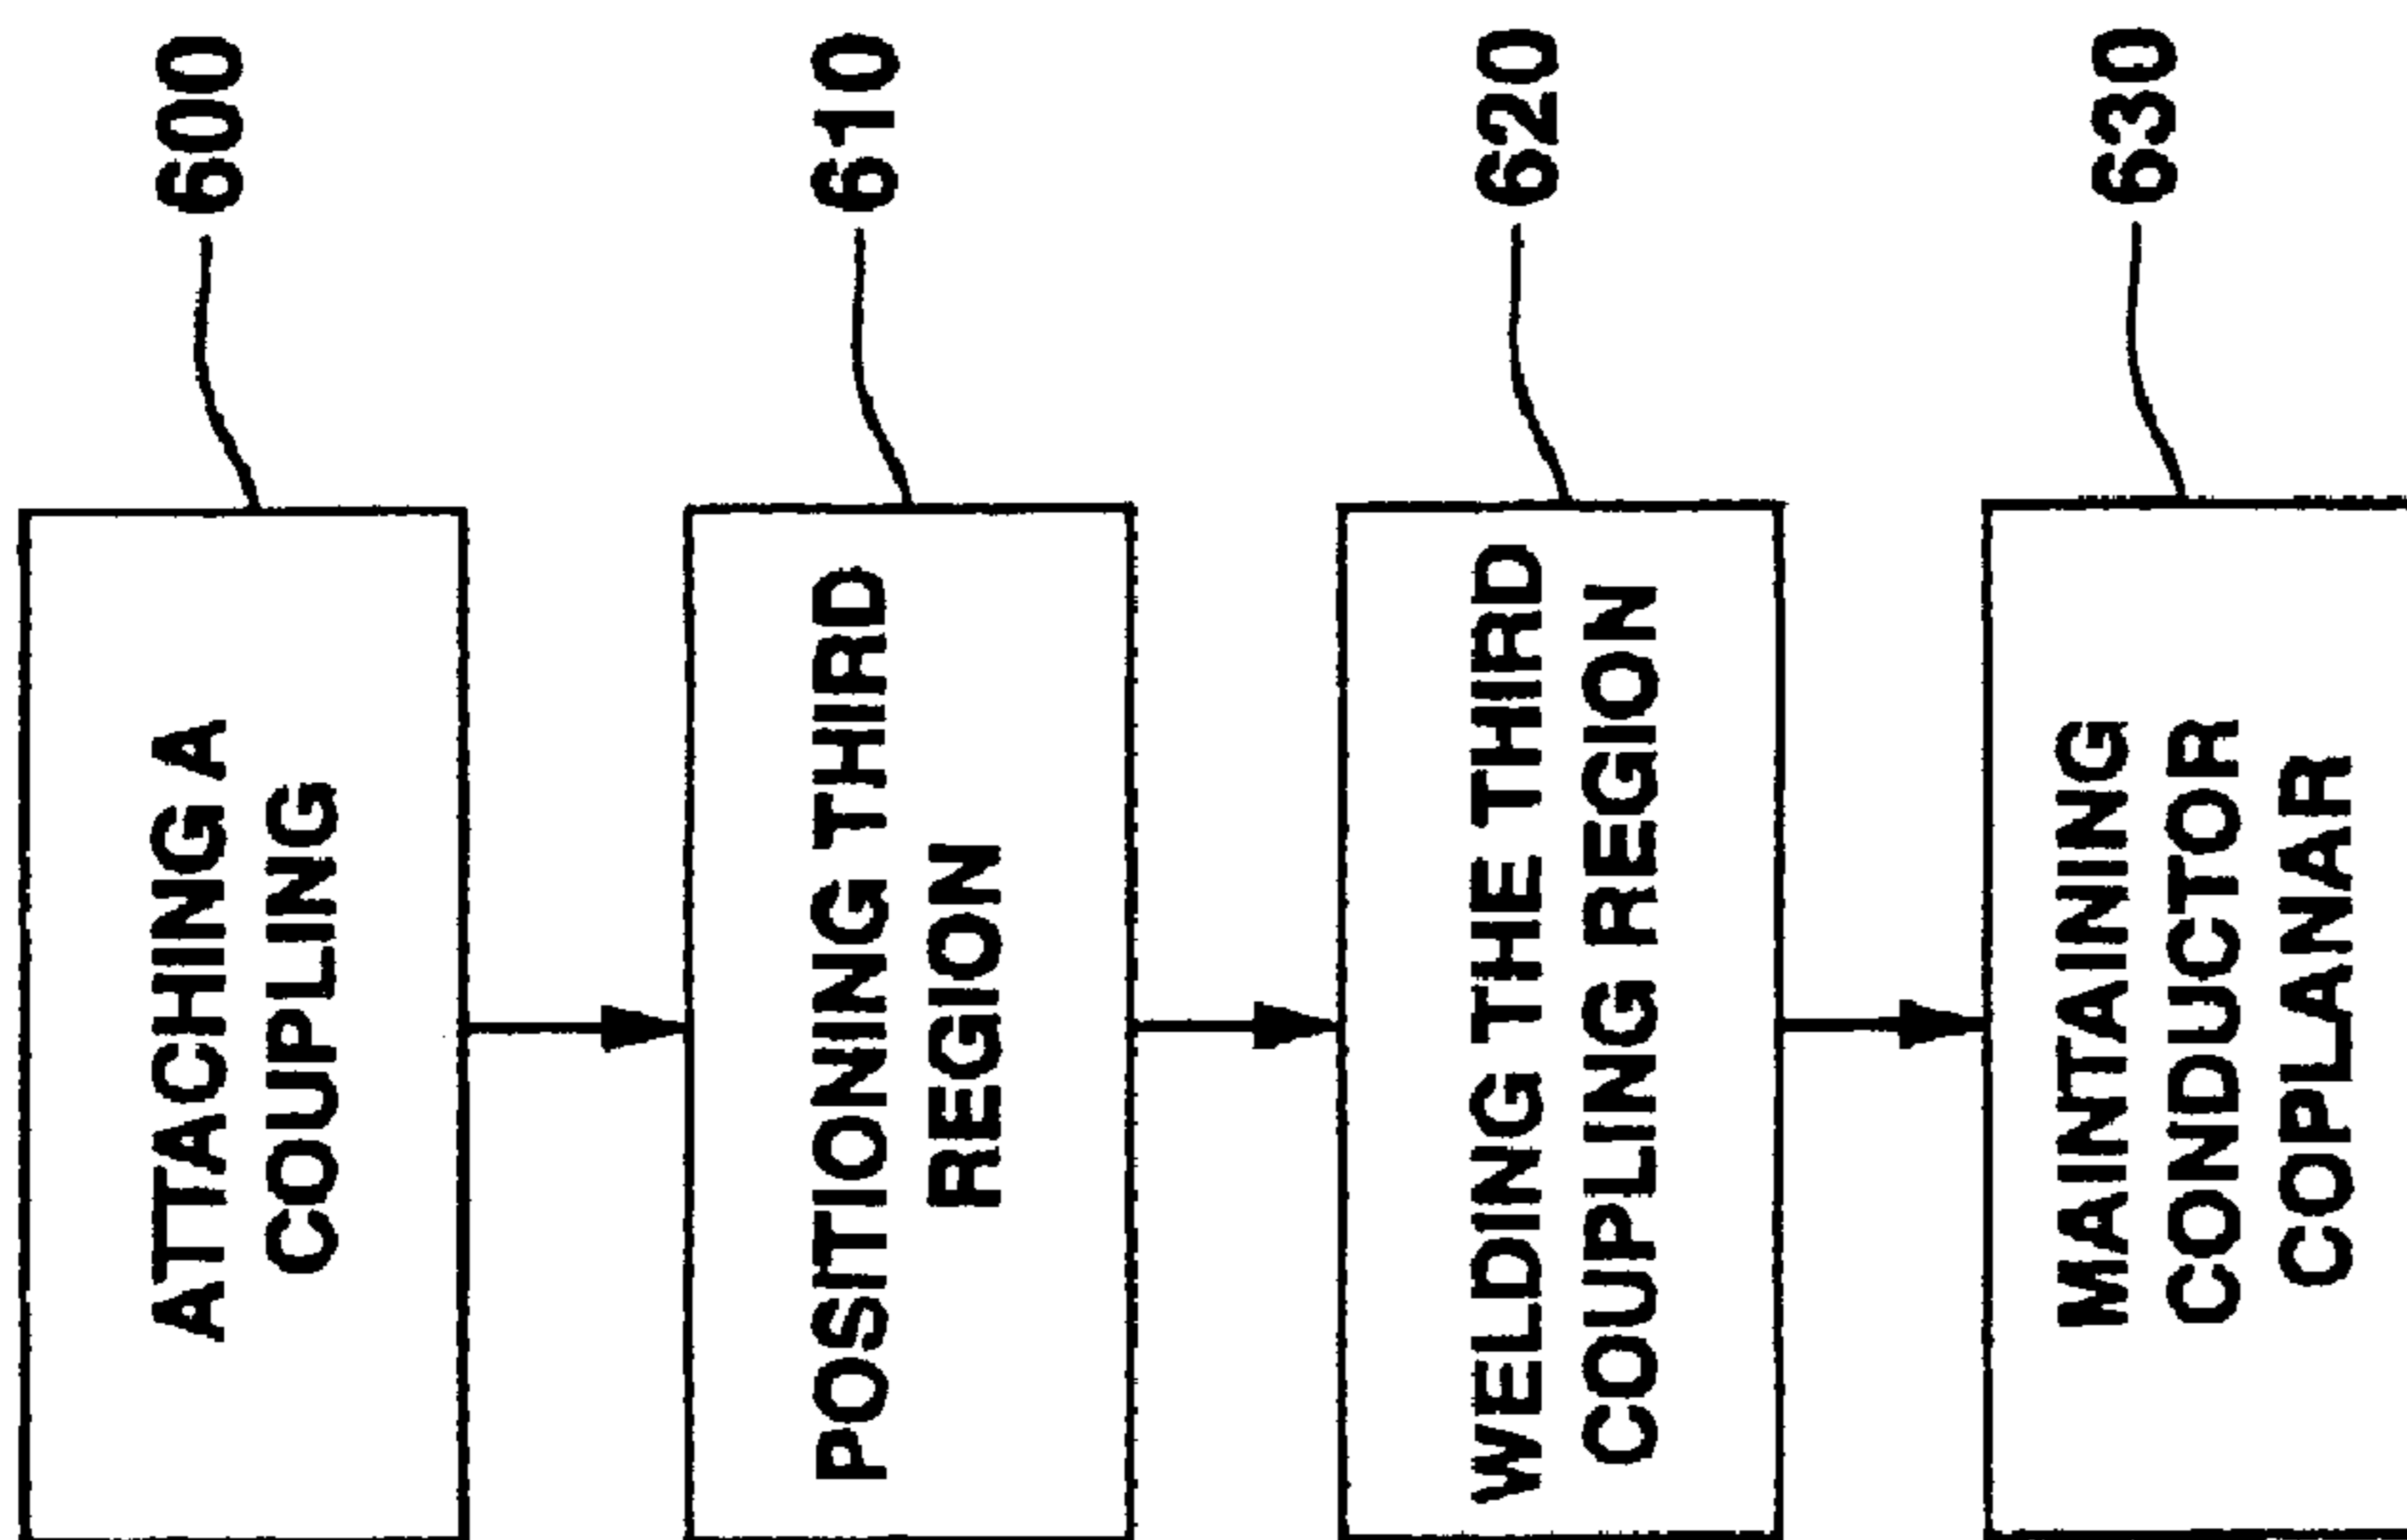 ATTACHING A
COUPLING
600
POSITIONING THIRD
REGION
610
WELDING THE THIRD
COUPLING REGION
620
MAINTAINING
CONDUCTOR
COPLANAR
630